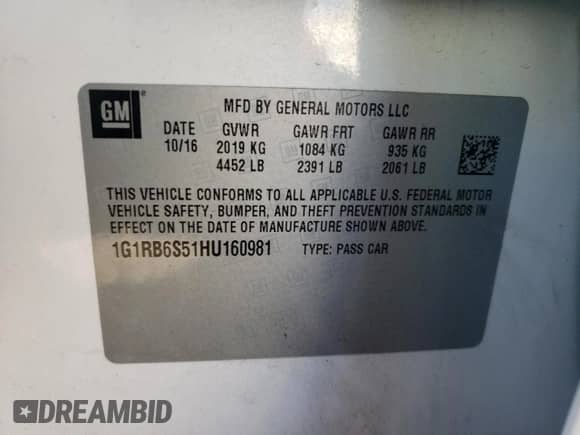 GM
MFD BY GENERAL MOTORS LLC
DATE GVWR GAWR FRT GAWR RR
10/16 2019 KG 1084 KG 935 KG
4452 LB 2391 LB 2061 LB
THIS VEHICLE CONFORMS TO ALL APPLICABLE U.S. FEDERAL MOTOR
VEHICLE SAFETY, BUMPER, AND THEFT PREVENTION STANDARDS IN
EFFECT ON THE DATE OF MANUFACTURE SHOWN ABOVE.
1G1RB6S51HU160981 TYPE: PASS CAR
DREAMBID